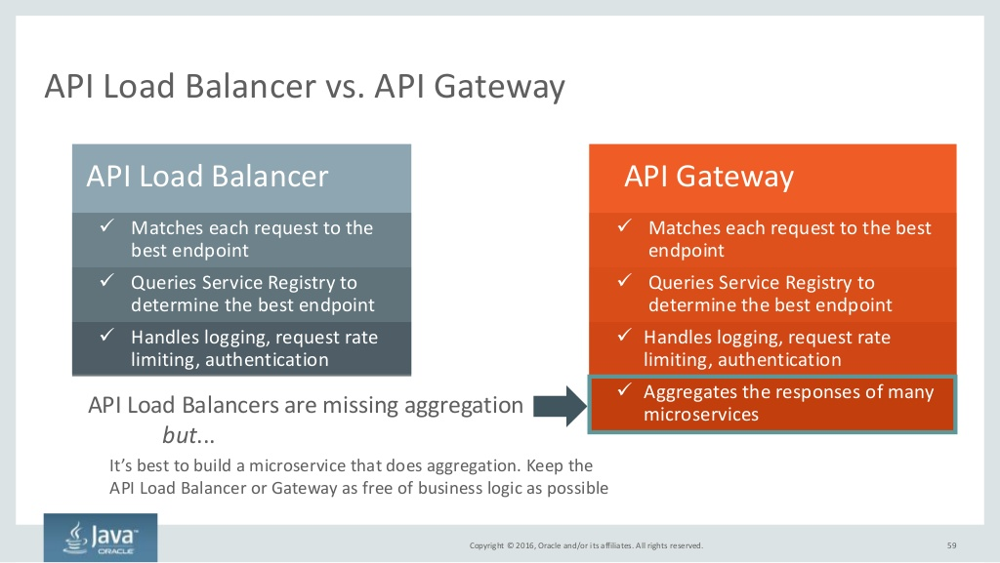 API Load Balancer vs. API Gateway
API Load Balancer
✓ Matches each request to the
best endpoint
✓ Queries Service Registry to
determine the best endpoint
✓ Handles logging, request rate
limiting, authentication
API Gateway
✓ Matches each request to the best
endpoint
✓ Queries Service Registry to
determine the best endpoint
✓ Handles logging, request rate
limiting, authentication
✓ Aggregates the responses of many
microservices
API Load Balancers are missing aggregation
but...
It’s best to build a microservice that does aggregation. Keep the
API Load Balancer or Gateway as free of business logic as possible
Java™
ORACLE
Copyright © 2016, Oracle and/or its affiliates. All rights reserved.
59